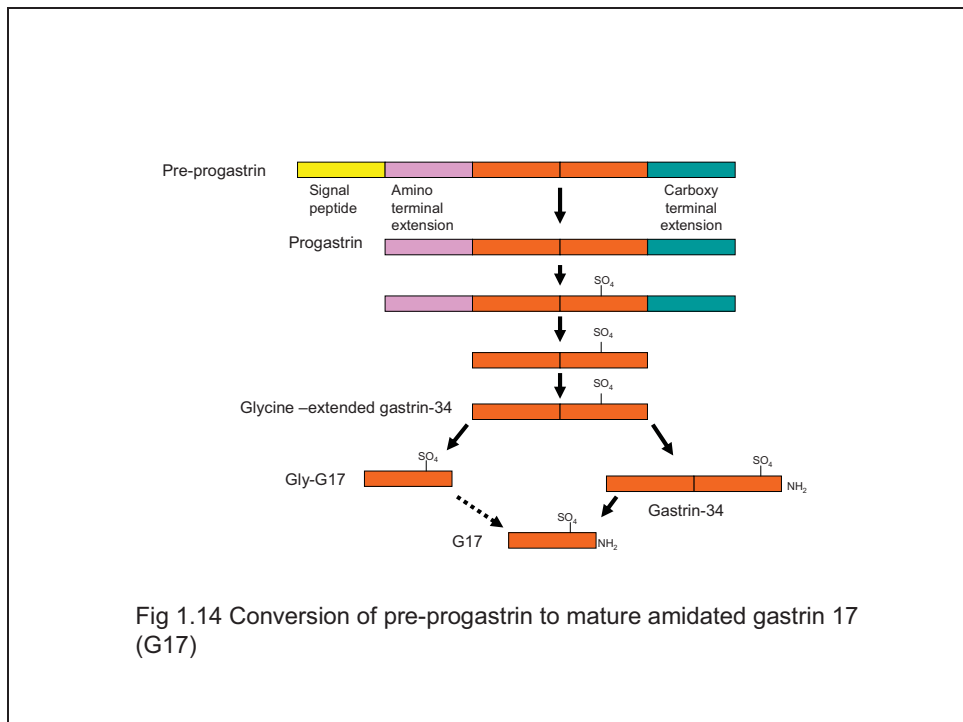 Pre-progastrin
Signal
peptide
Amino
terminal
extension
Carboxy
terminal
extension
Progastrin
SO4
SO4
SO4
Glycine –extended gastrin-34
SO4
SO4
Gly-G17
NH2
Gastrin-34
SO4
G17
NH2
Fig 1.14 Conversion of pre-progastrin to mature amidated gastrin 17
(G17)